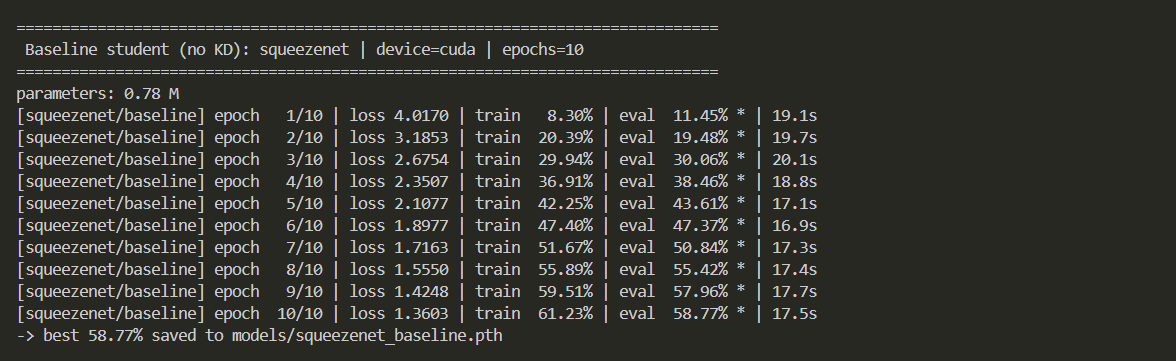 ==============================================================================
 Baseline student (no KD): squeezenet | device=cuda | epochs=10
==============================================================================
parameters: 0.78 M
[squeezenet/baseline] epoch   1/10 | loss 4.0170 | train   8.30% | eval  11.45% * | 19.1s
[squeezenet/baseline] epoch   2/10 | loss 3.1853 | train  20.39% | eval  19.48% * | 19.7s
[squeezenet/baseline] epoch   3/10 | loss 2.6754 | train  29.94% | eval  30.06% * | 20.1s
[squeezenet/baseline] epoch   4/10 | loss 2.3507 | train  36.91% | eval  38.46% * | 18.8s
[squeezenet/baseline] epoch   5/10 | loss 2.1077 | train  42.25% | eval  43.61% * | 17.1s
[squeezenet/baseline] epoch   6/10 | loss 1.8977 | train  47.40% | eval  47.37% * | 16.9s
[squeezenet/baseline] epoch   7/10 | loss 1.7163 | train  51.67% | eval  50.84% * | 17.3s
[squeezenet/baseline] epoch   8/10 | loss 1.5550 | train  55.89% | eval  55.42% * | 17.4s
[squeezenet/baseline] epoch   9/10 | loss 1.4248 | train  59.51% | eval  57.96% * | 17.7s
[squeezenet/baseline] epoch  10/10 | loss 1.3603 | train  61.23% | eval  58.77% * | 17.5s
-> best 58.77% saved to models/squeezenet_baseline.pth